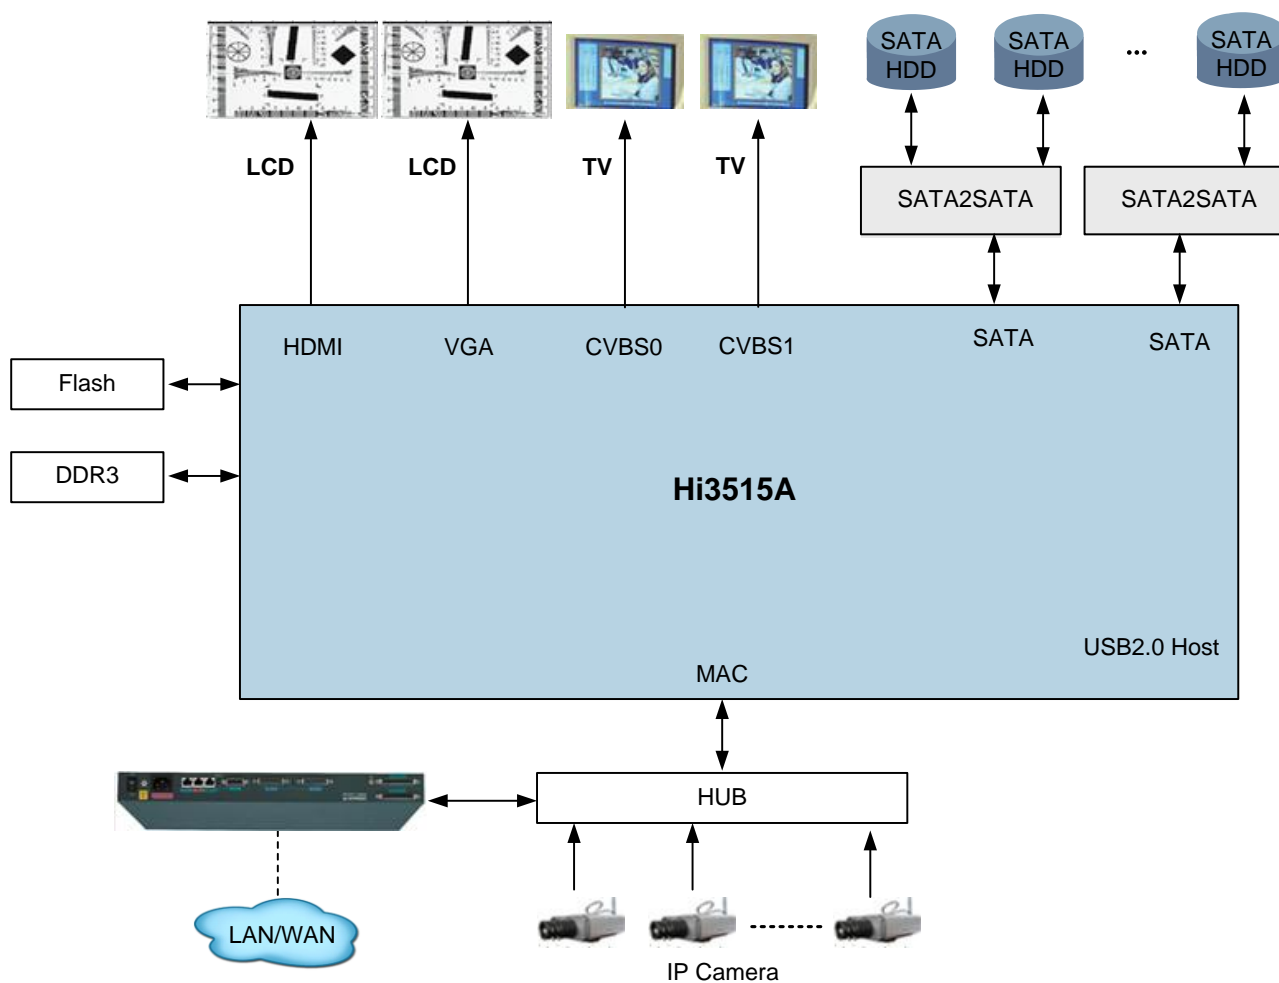 SATA
HDD
SATA
HDD
...
SATA
HDD
LCD
LCD
TV
TV
SATA2SATA
SATA2SATA
HDMI
VGA
CVBS0
CVBS1
SATA
SATA
Flash
DDR3
Hi3515A
USB2.0 Host
MAC
HUB
LAN/WAN
IP Camera